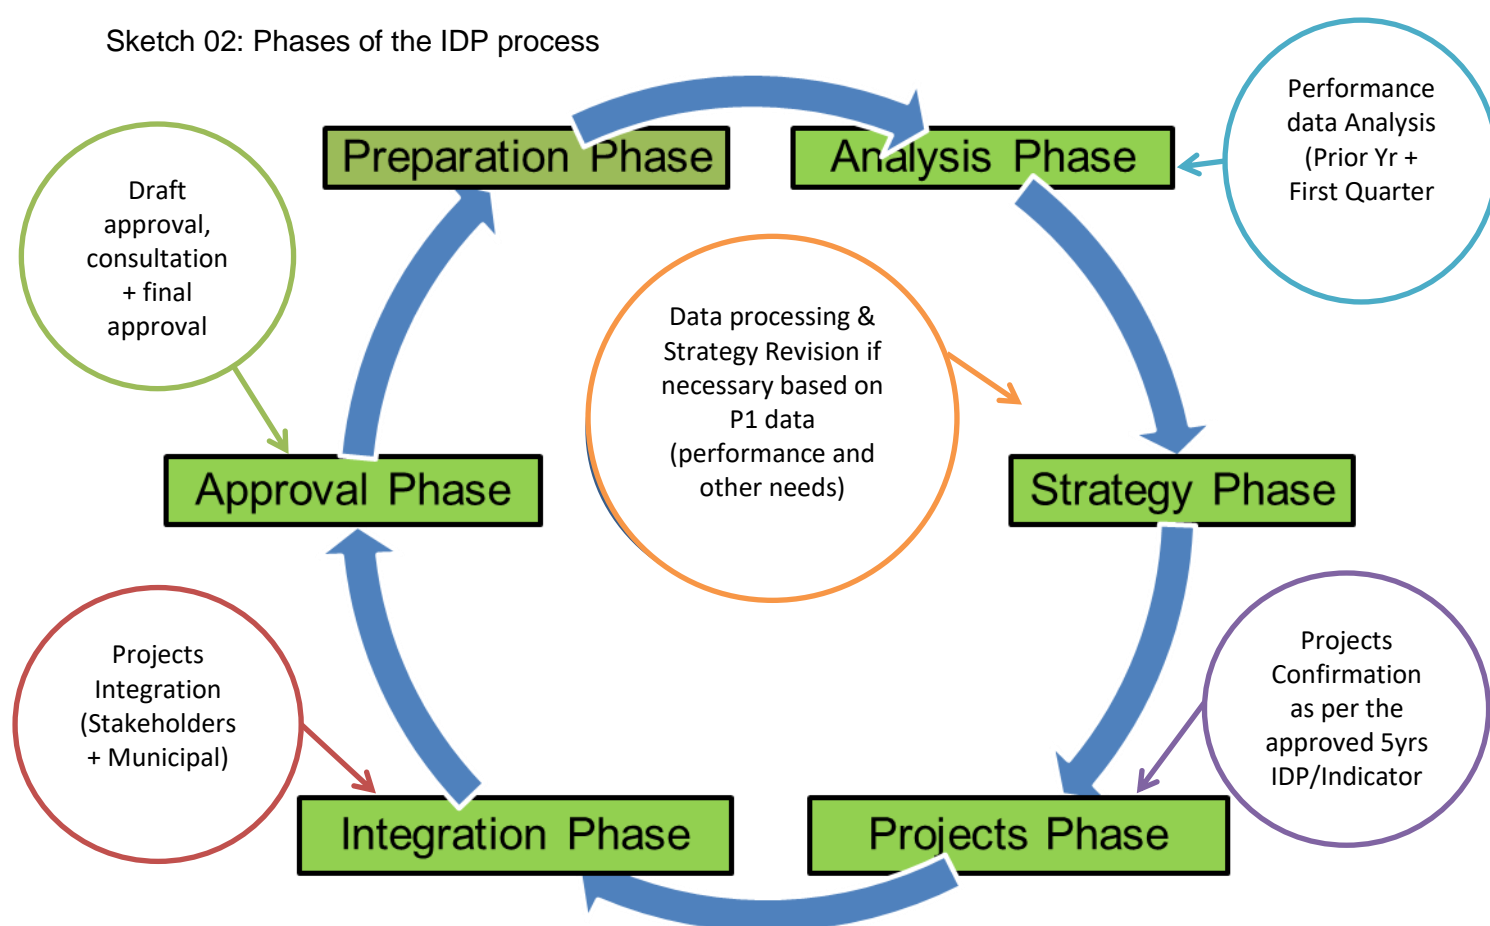 Sketch 02: Phases of the IDP process
Preparation Phase
Analysis Phase
Performance
data Analysis
(Prior Yr +
First Quarter
Draft
approval,
consultation
+ final
approval
Data processing &
Strategy Revision if
necessary based on
P1 data
(performance and
other needs)
Approval Phase
Strategy Phase
Projects
Integration
(Stakeholders
+ Municipal)
Projects
Confirmation
as per the
approved 5yrs
IDP/Indicator
Integration Phase
Projects Phase